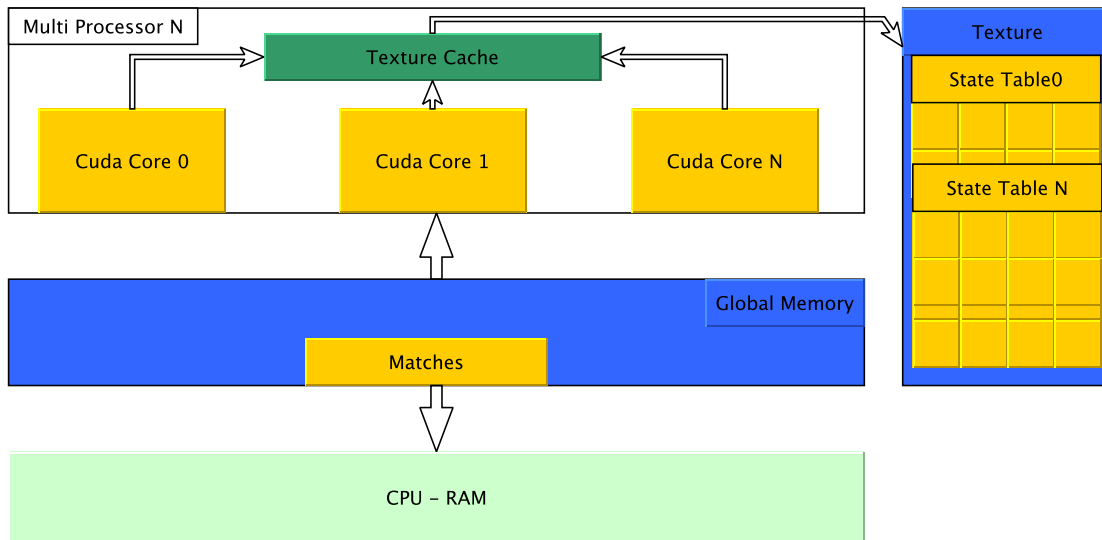 Multi Processor N
Texture Cache
Cuda Core 0
Cuda Core 1
Cuda Core N
Texture
State Table0
State Table N
Global Memory
Matches
CPU – RAM